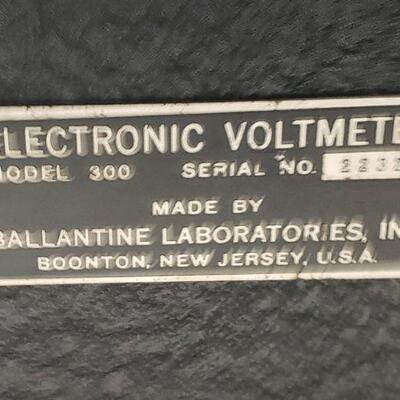 ELECTRONIC VOLTMETE
MODEL 300 SERIAL NO.
MADE BY
BALLANTINE LABORATORIES, IN
BOONTON, NEW JERSEY, U.S.A.